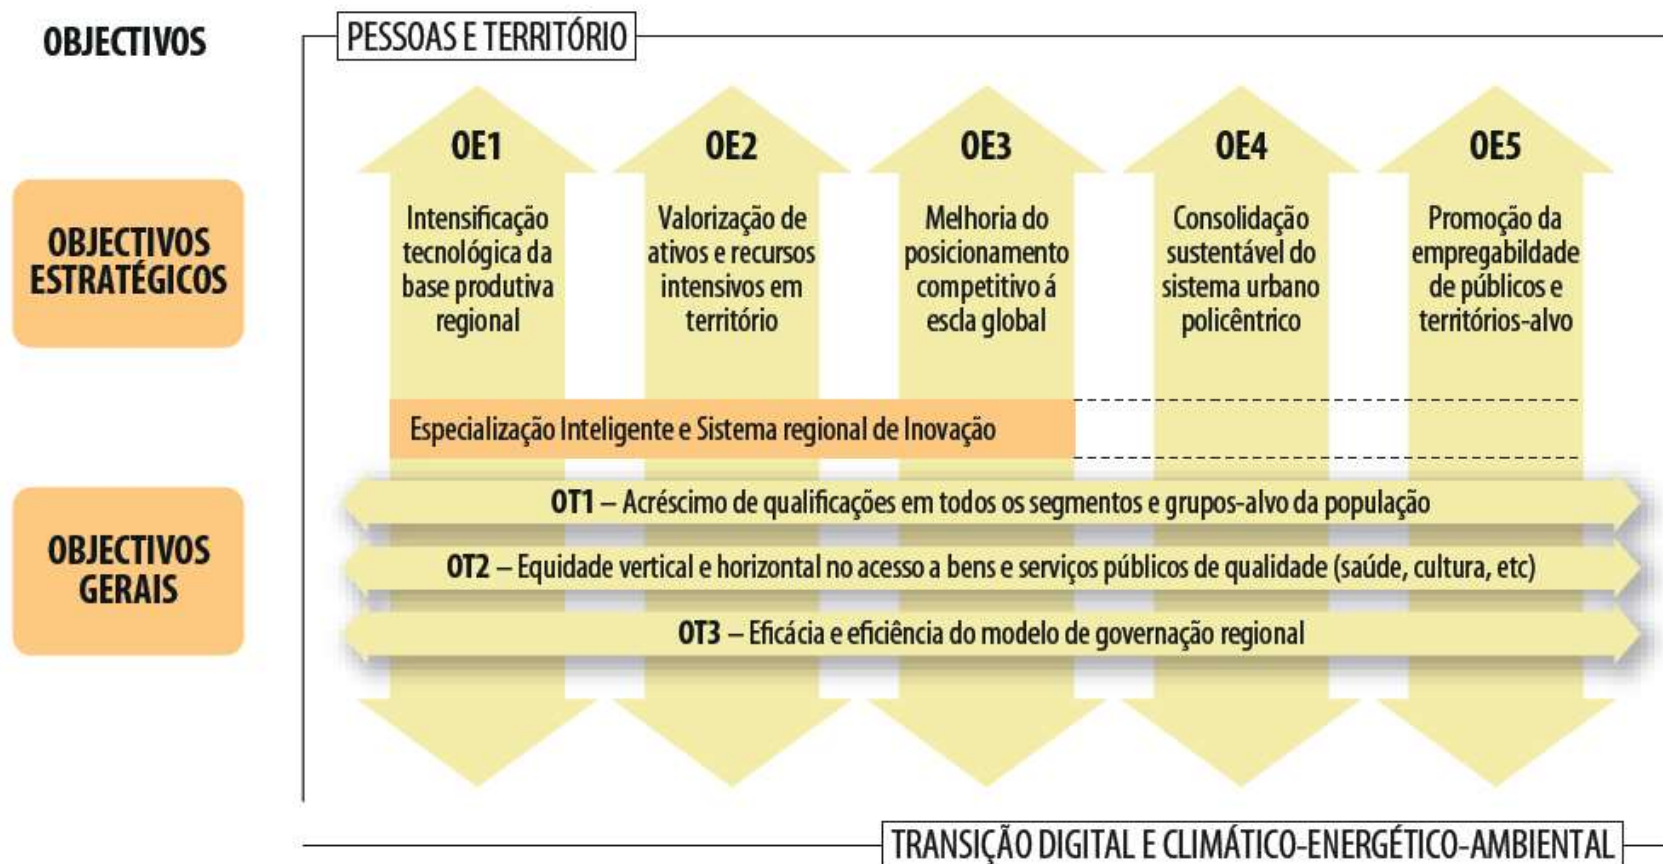 OBJECTIVOS
PESSOAS E TERRITÓRIO
OBJECTIVOS
ESTRATÉGICOS
OE1
Intensificação
tecnológica da
base produtiva
regional
OE2
Valorização de
ativos e recursos
intensivos em
território
OE3
Melhoria do
posicionamento
competitivo á
escla global
OE4
Consolidação
sustentável do
sistema urbano
policêntrico
OE5
Promoção da
empregabildade
de públicos e
territórios-alvo
Especialização Inteligente e Sistema regional de Inovação
OBJECTIVOS
GERAIS
OT1 – Acréscimo de qualificações em todos os segmentos e grupos-alvo da população
OT2 – Equidade vertical e horizontal no acesso a bens e serviços públicos de qualidade (saúde, cultura, etc)
OT3 – Eficácia e eficiência do modelo de governação regional
TRANSIÇÃO DIGITAL E CLIMÁTICO-ENERGÉTICO-AMBIENTAL